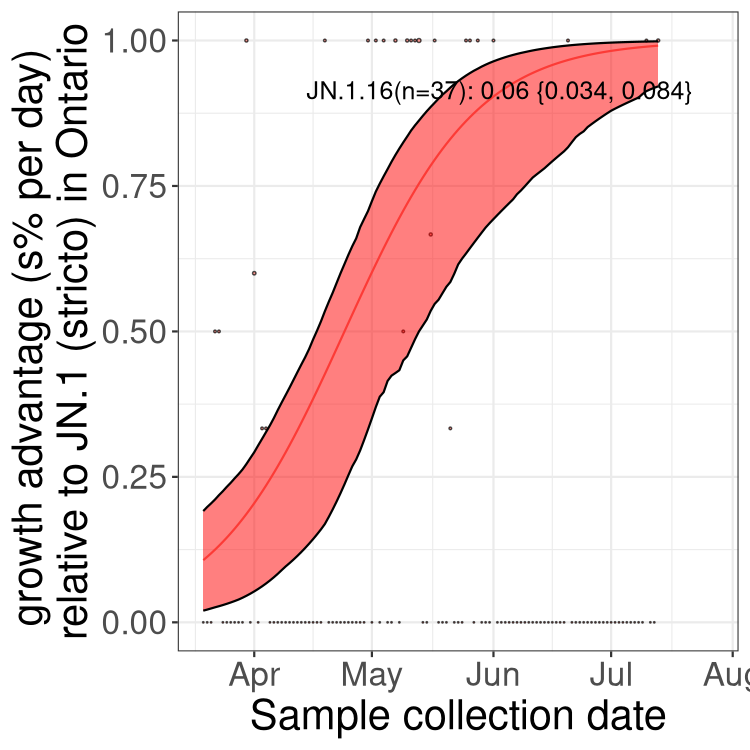 growth advantage (s% per day)
relative to JN.1 (stricto) in Ontario
1.00
0.75
0.50
0.25
0.00
JN.1.16(n=37): 0.06 {0.034, 0.084}
Apr May Jun Jul Aug
Sample collection date